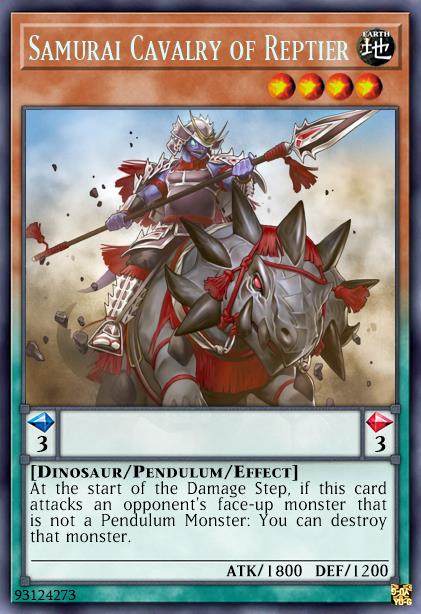 Samurai Cavalry of Reptier
EARTH
地
3
3
[Dinosaur/Pendulum/Effect]
At the start of the Damage Step, if this card
attacks an opponent's face-up monster that
is not a Pendulum Monster: You can destroy
that monster.
ATK/1800 DEF/1200
93124273